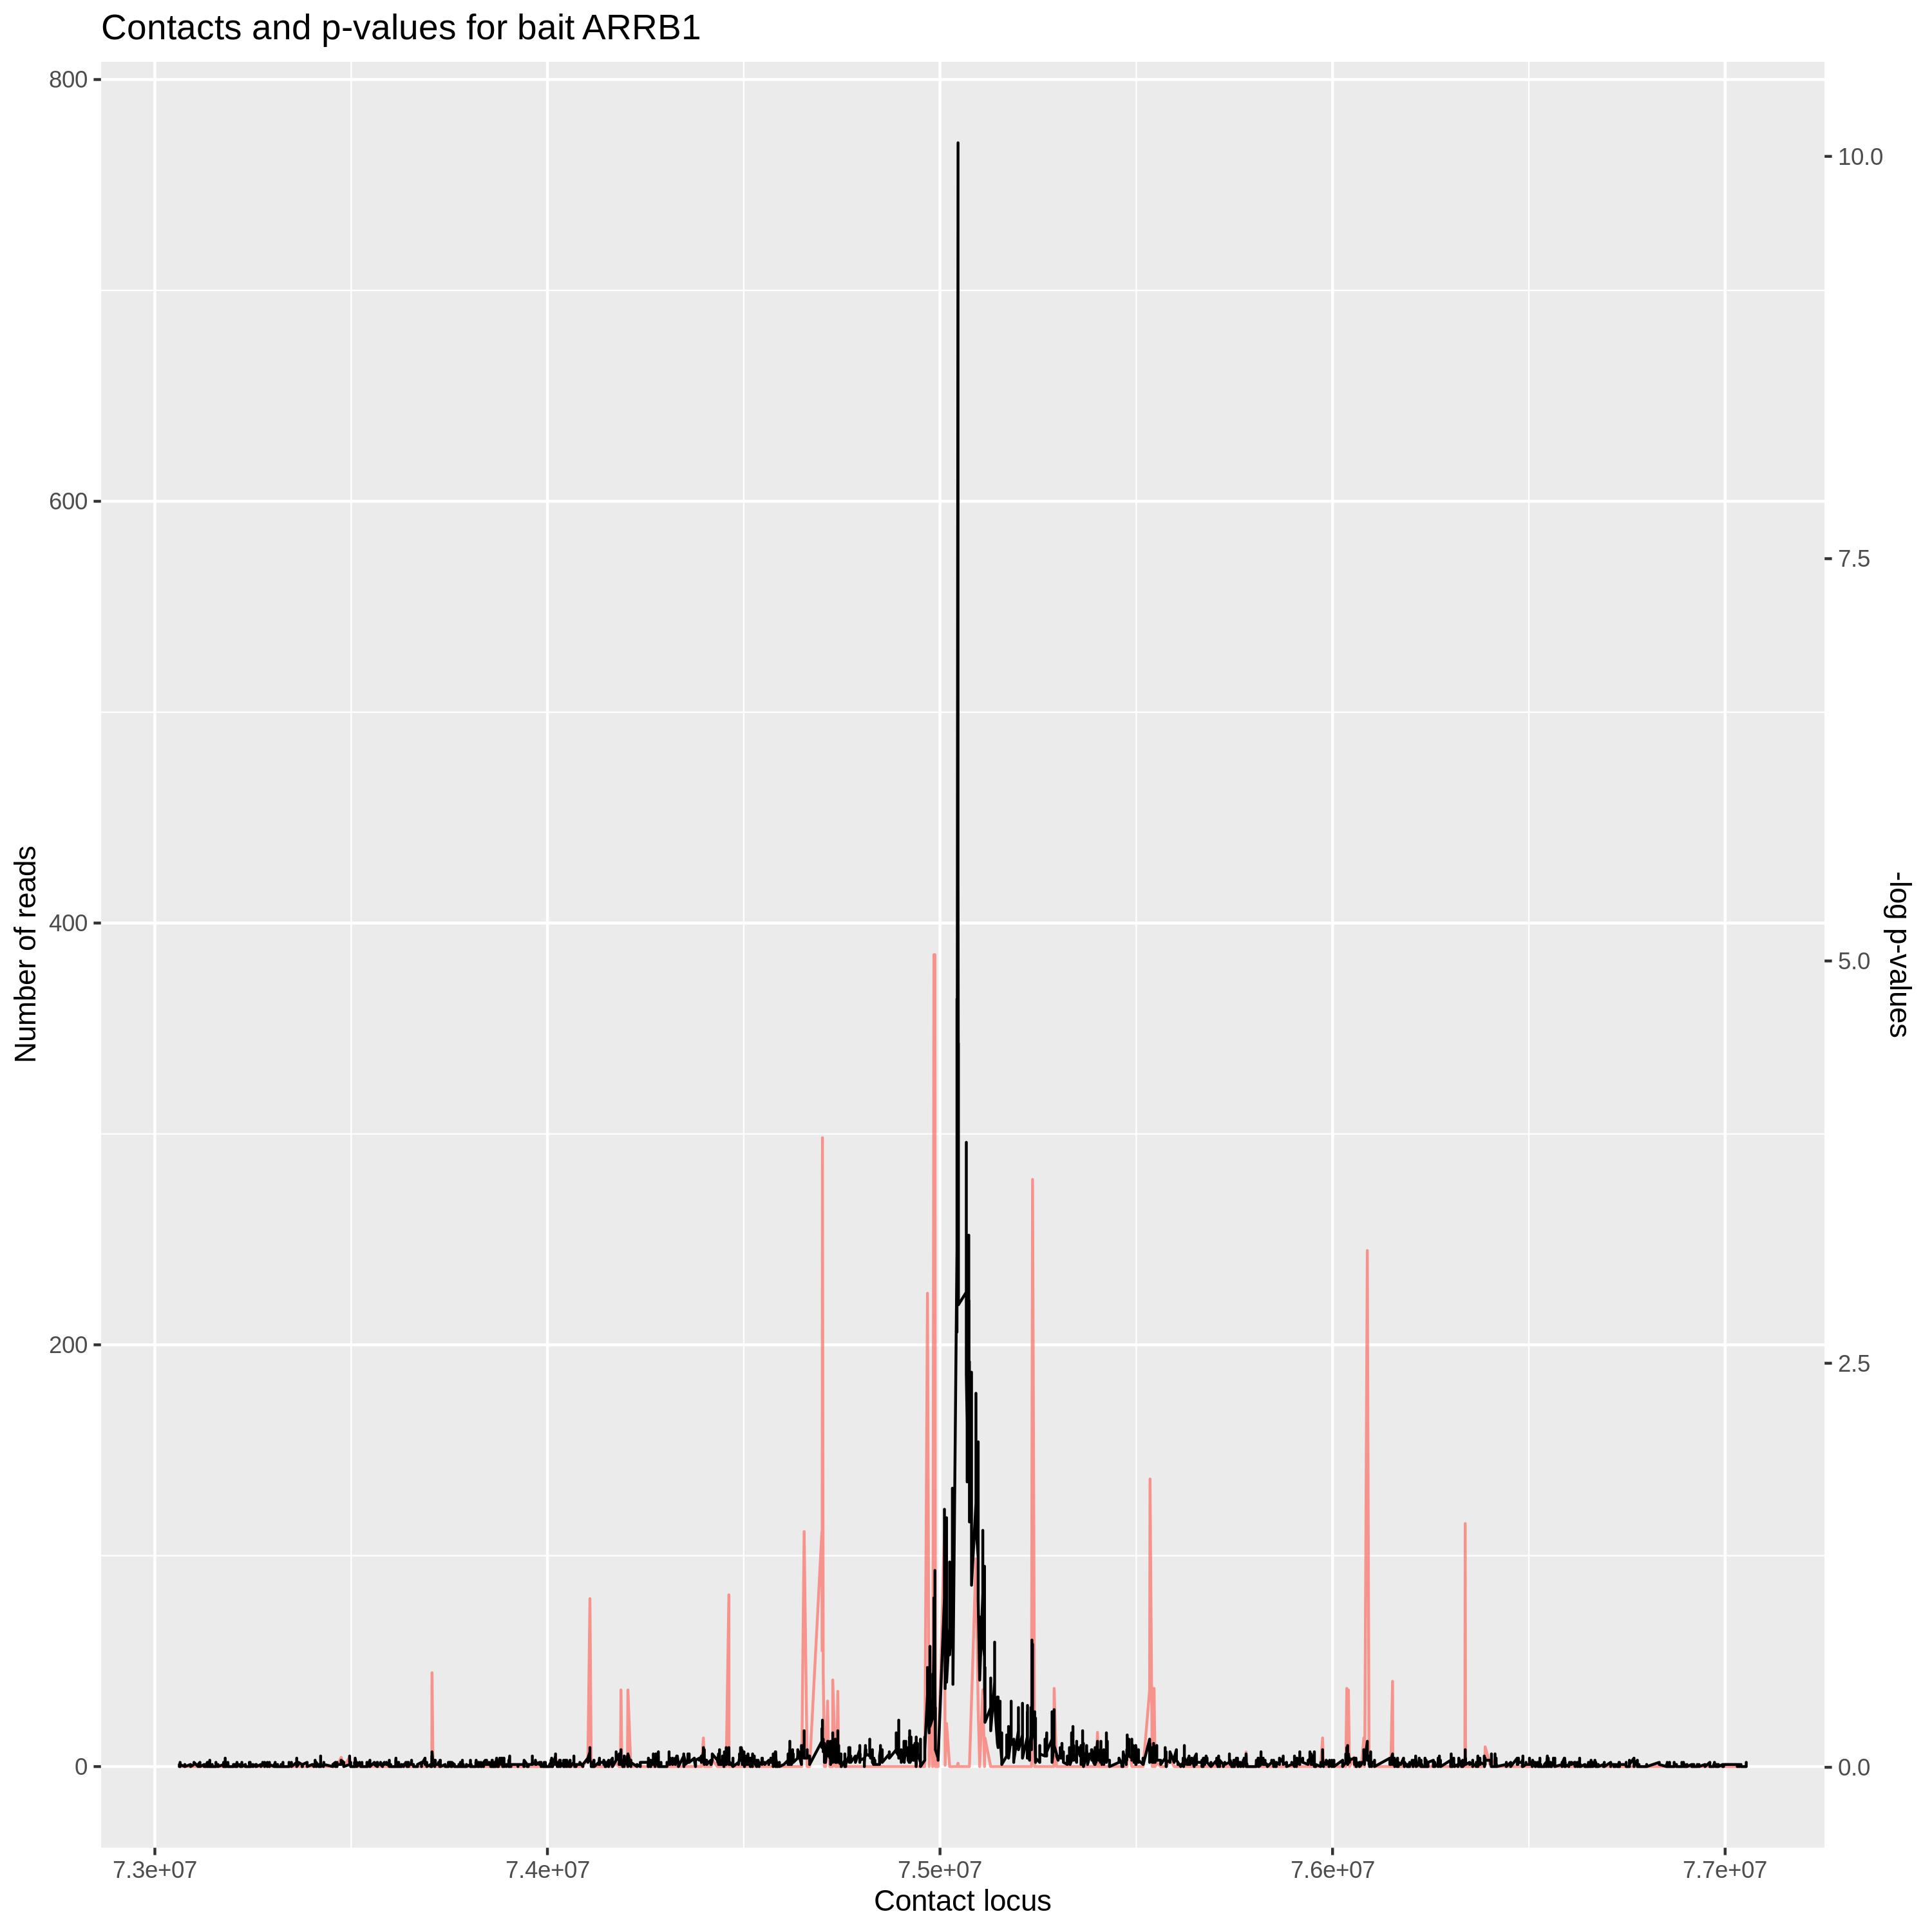 Contacts and p-values for bait ARRB1
800
600
400
200
0
Number of reads
10.0
7.5
5.0
2.5
0.0
-log p-values
7.3e+07
7.4e+07
7.5e+07
7.6e+07
7.7e+07
Contact locus